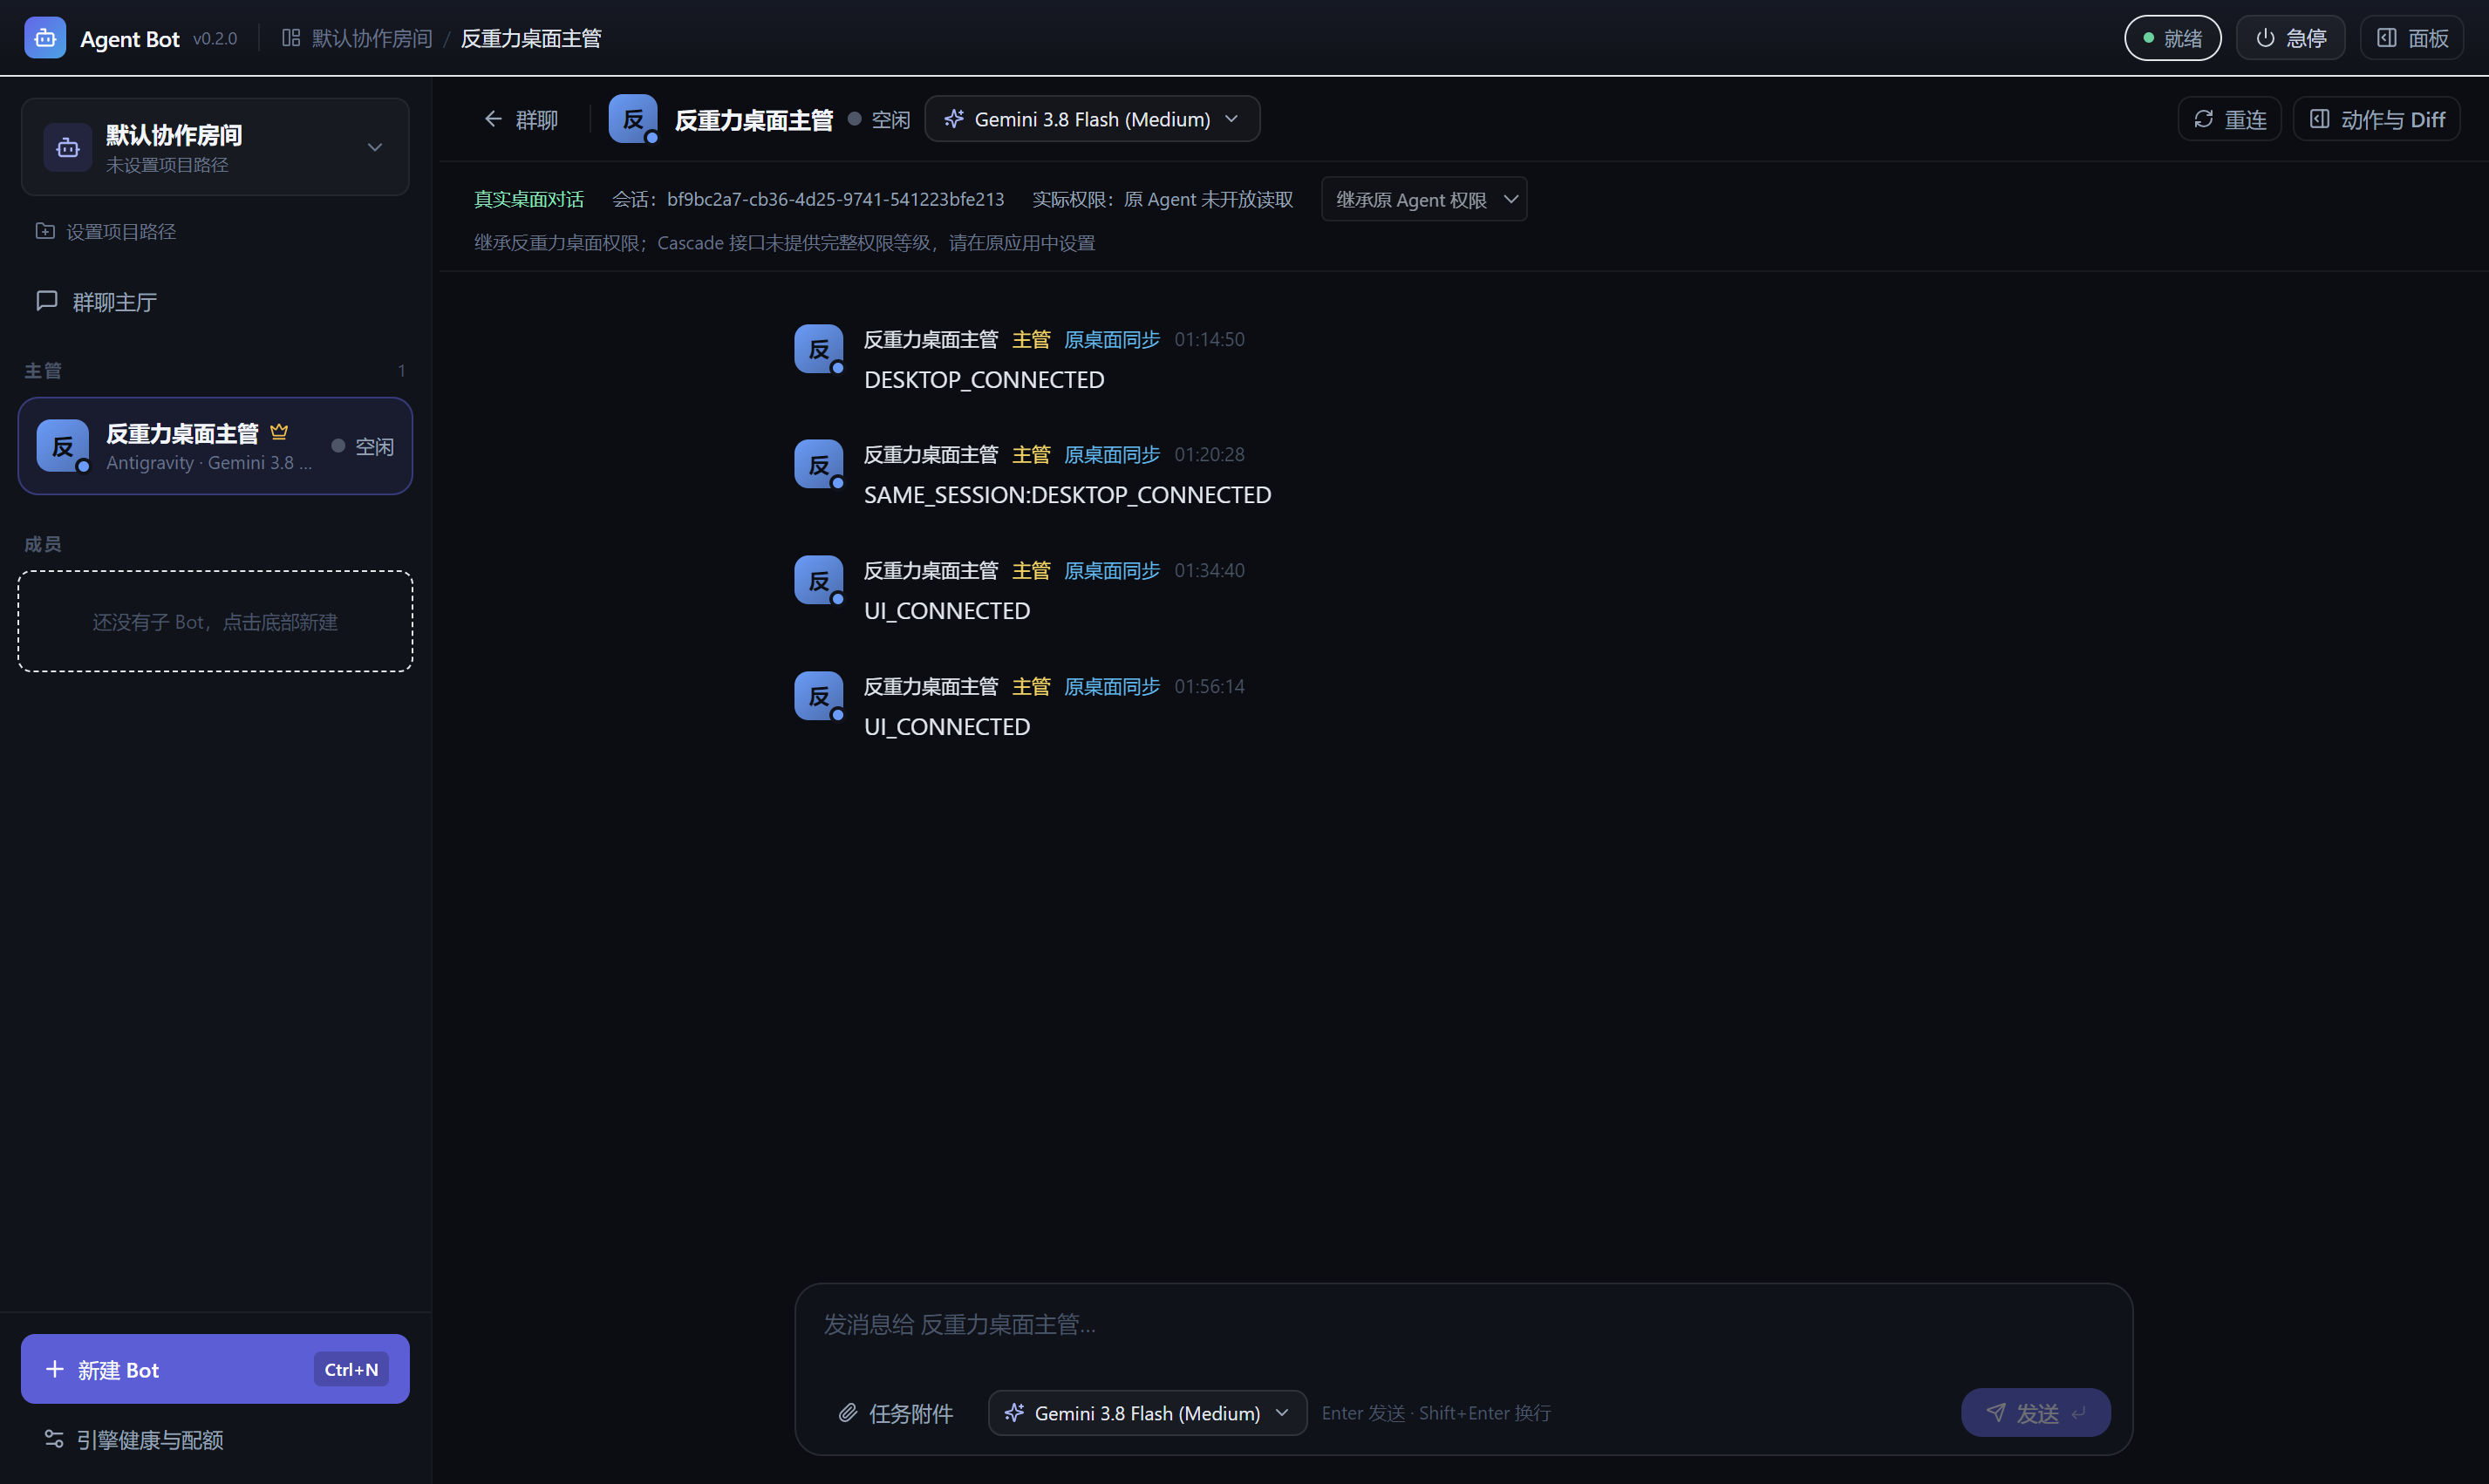 Agent Bot v0.2.0 默认协作房间 / 反重力桌面主管 就绪 急停 面板
默认协作房间
未设置项目路径
设置项目路径
群聊主厅
主管 1
反 反重力桌面主管 空闲
Antigravity · Gemini 3.8 ...
成员
还没有子 Bot，点击底部新建
新建 Bot Ctrl+N
引擎健康与配额
群聊 反 反重力桌面主管 空闲 Gemini 3.8 Flash (Medium) 重连 动作与 Diff
真实桌面对话 会话：bf9bc2a7-cb36-4d25-9741-541223bfe213 实际权限：原 Agent 未开放读取 继承原 Agent 权限
继承反重力桌面权限；Cascade 接口未提供完整权限等级，请在原应用中设置
反 反重力桌面主管 主管 原桌面同步 01:14:50
DESKTOP_CONNECTED
反 反重力桌面主管 主管 原桌面同步 01:20:28
SAME_SESSION:DESKTOP_CONNECTED
反 反重力桌面主管 主管 原桌面同步 01:34:40
UI_CONNECTED
反 反重力桌面主管 主管 原桌面同步 01:56:14
UI_CONNECTED
发消息给 反重力桌面主管...
任务附件 Gemini 3.8 Flash (Medium) Enter 发送 · Shift+Enter 换行 发送